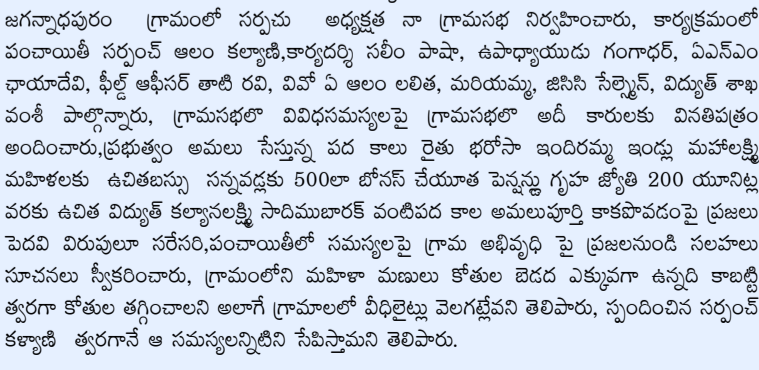 జగన్నాధపురం గ్రామంలో సర్పచు అధ్యక్షత నా గ్రామసభ నిర్వహించారు, కార్యక్రమంలో
పంచాయితీ సర్పంచ్ ఆలం కల్యాణి,కార్యదర్శి సలీం పాషా, ఉపాధ్యాయుడు గంగాధర్, ఏఎన్ఎం
ఛాయాదేవి, ఫీల్డ్ ఆఫీసర్ తాటి రవి, వివో ఏ ఆలం లలిత, మరియమ్మ, జిసిసి సేల్స్మెన్, విద్యుత్ శాఖ
వంశీ పాల్గొన్నారు, గ్రామసభలొ వివిధసమస్యలపై గ్రామసభలొ అదీ కారులకు వినతిపత్రం
అందించారు,ప్రభుత్వం అమలు సేస్తున్న పద కాలు రైతు భరోసా ఇందిరమ్మ ఇండ్లు మహాలక్ష్మి
మహిళలకు ఉచితబస్సు సన్నవడ్లకు 500లా బోనస్ చేయూత పెన్షన్లు గృహ జ్యోతి 200 యూనిట్ల
వరకు ఉచిత విద్యుత్ కల్యానలక్ష్మి సాదిముబారక్ వంటిపద కాల అమలుపూర్తి కాకపొవడంపై ప్రజలు
పెదవి విరుపులూ సరేసరి,పంచాయితీలో సమస్యలపై గ్రామ అభివృధి పై ప్రజలనుండి సలహలు
సూచనలు స్వీకరించారు, గ్రామంలోని మహిళా మణులు కోతుల బెడద ఎక్కువగా ఉన్నది కాబట్టి
త్వరగా కోతుల తగ్గించాలని అలాగే గ్రామాలలో వీధిలైట్లు వెలగట్లేవని తెలిపారు, స్పందించిన సర్పంచ్
కళ్యాణి త్వరగానే ఆ సమస్యలన్నిటిని సేపిస్తామని తెలిపారు.